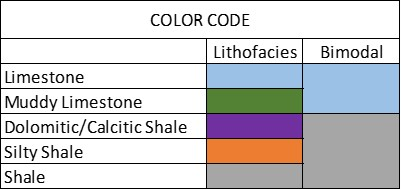 COLOR CODE
Lithofacies Bimodal
Limestone
Muddy Limestone
Dolomitic/Calcitic Shale
Silty Shale
Shale